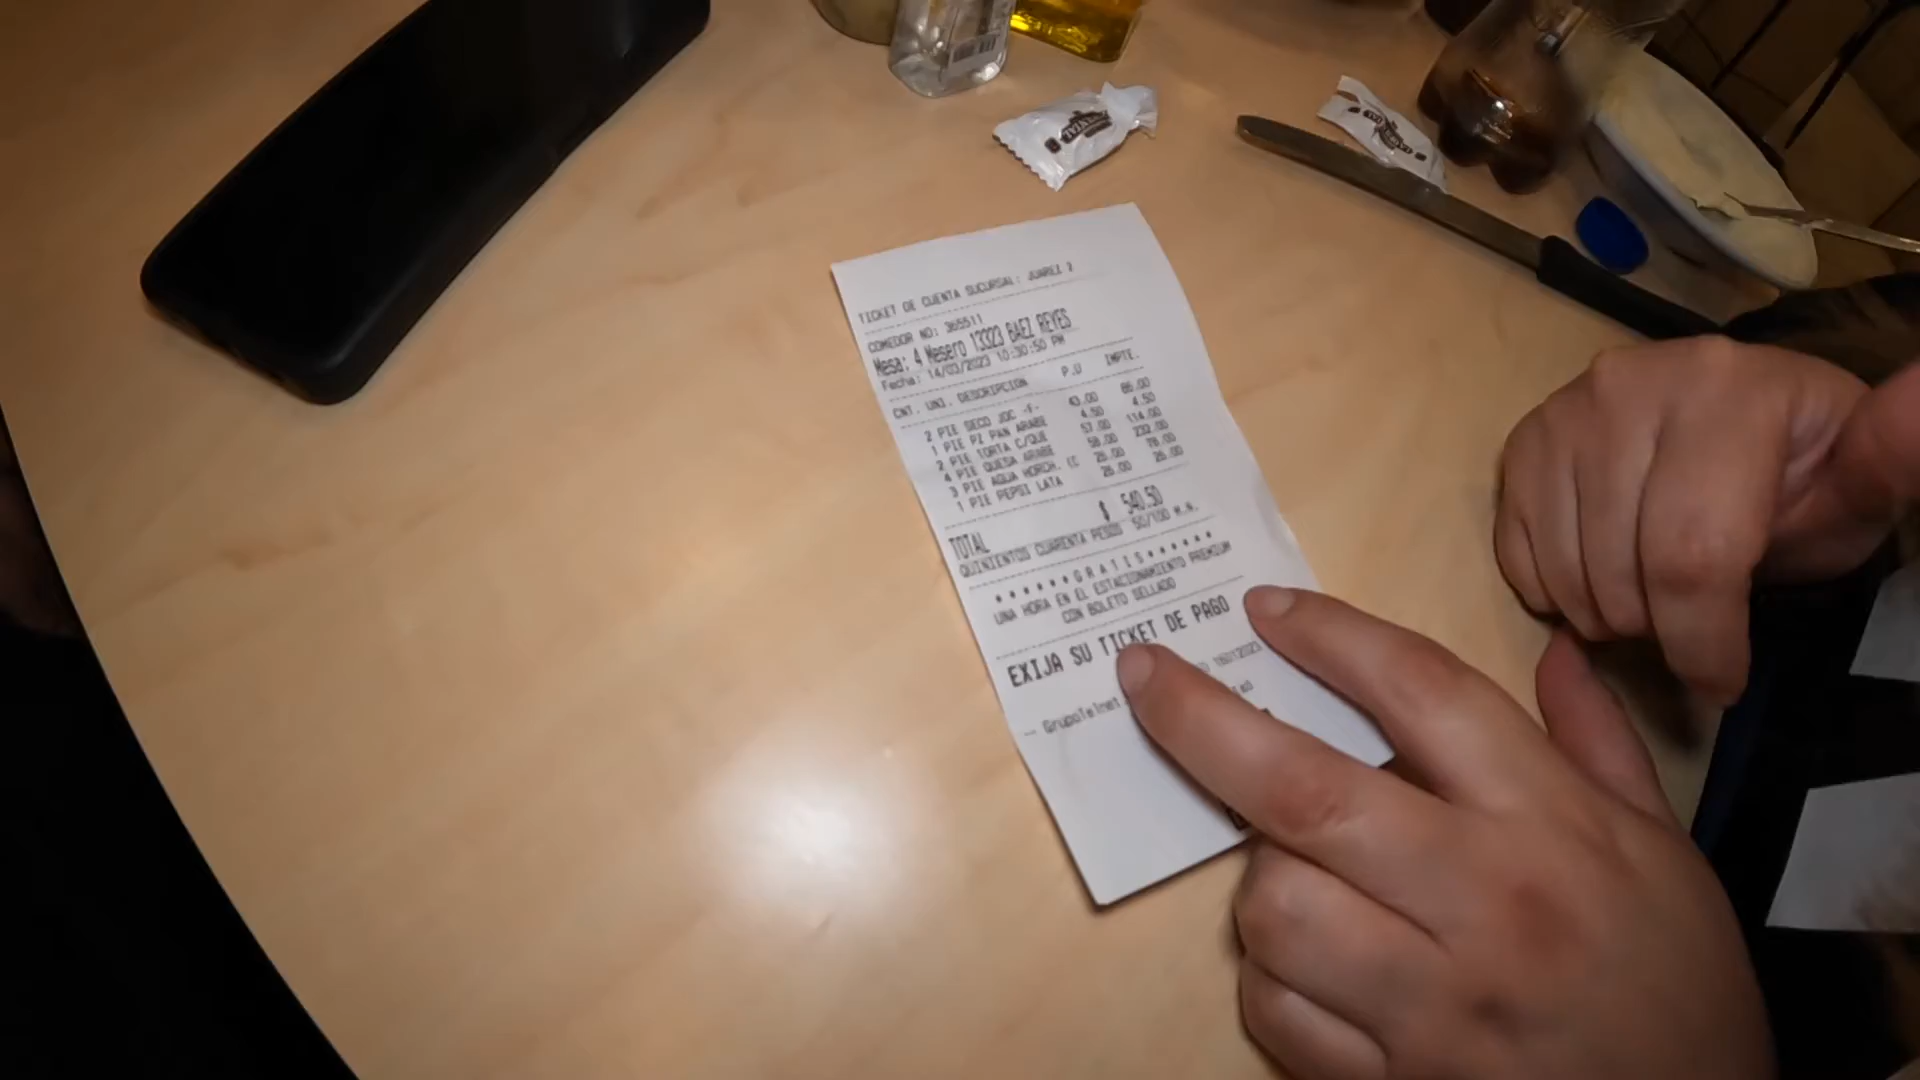 TICKET DE CUENTA SUCURSAL: JUAREZ 2
COMEDOR NO: 365511
Mesa: 4 Mesero 13323 BAEZ REYES
Fecha: 14/03/2023 10:30:50 PM
CNT. UNI. DESCRIPCION P.U IMPTE.
2 PIE SECO JOC -F- 43.00 86.00
1 PIE PZ PAN ARABE 4.50 4.50
2 PIE TORTA C/QUE 57.00 114.00
4 PIE QUESA ARABE 58.00 232.00
3 PIE AGUA HORCH. (C 26.00 78.00
1 PIE PEPSI LATA 26.00 26.00
TOTAL $ 540.50
QUINIENTOS CUARENTA PESOS 50/100 M.N.
******GRATIS******
UNA HORA EN EL ESTACIONAMIENTO PREMIUM
CON BOLETO SELLADO
EXIJA SU TICKET DE PAGO
18012023
-- GrupoTelnet